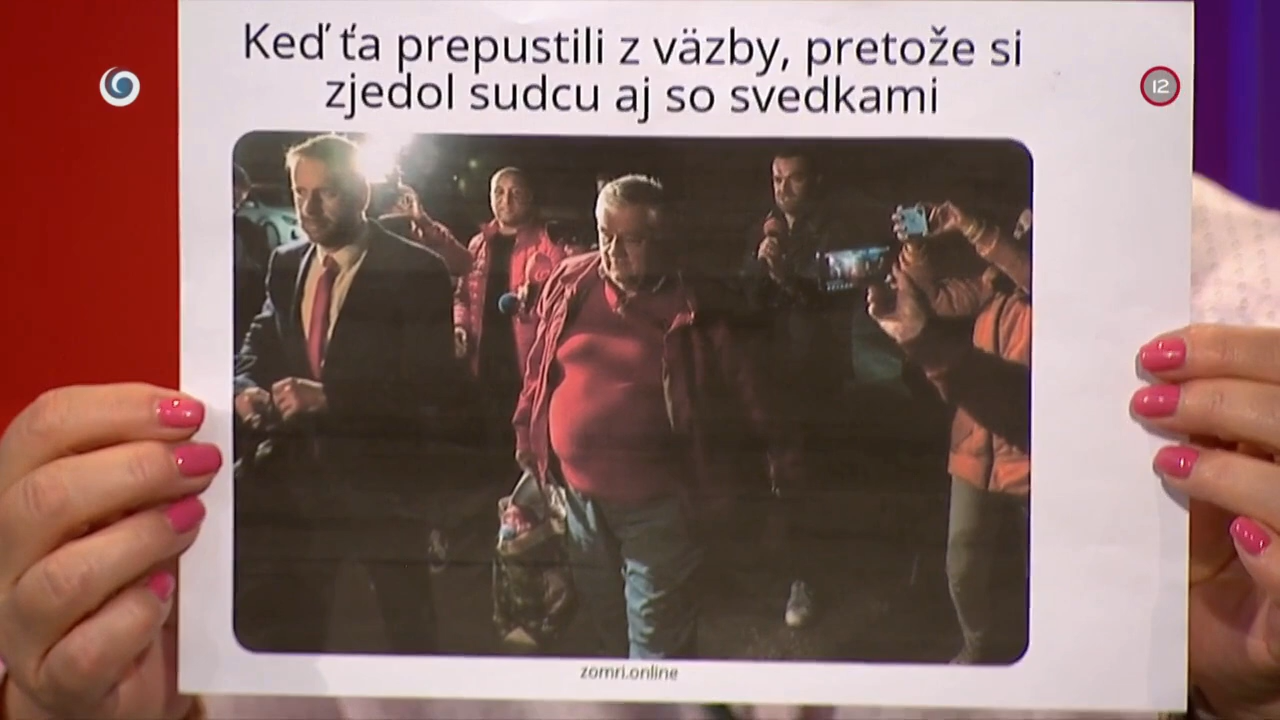 Keď ťa prepustili z väzby, pretože si
zjedol sudcu aj so svedkami
12
zomri.online